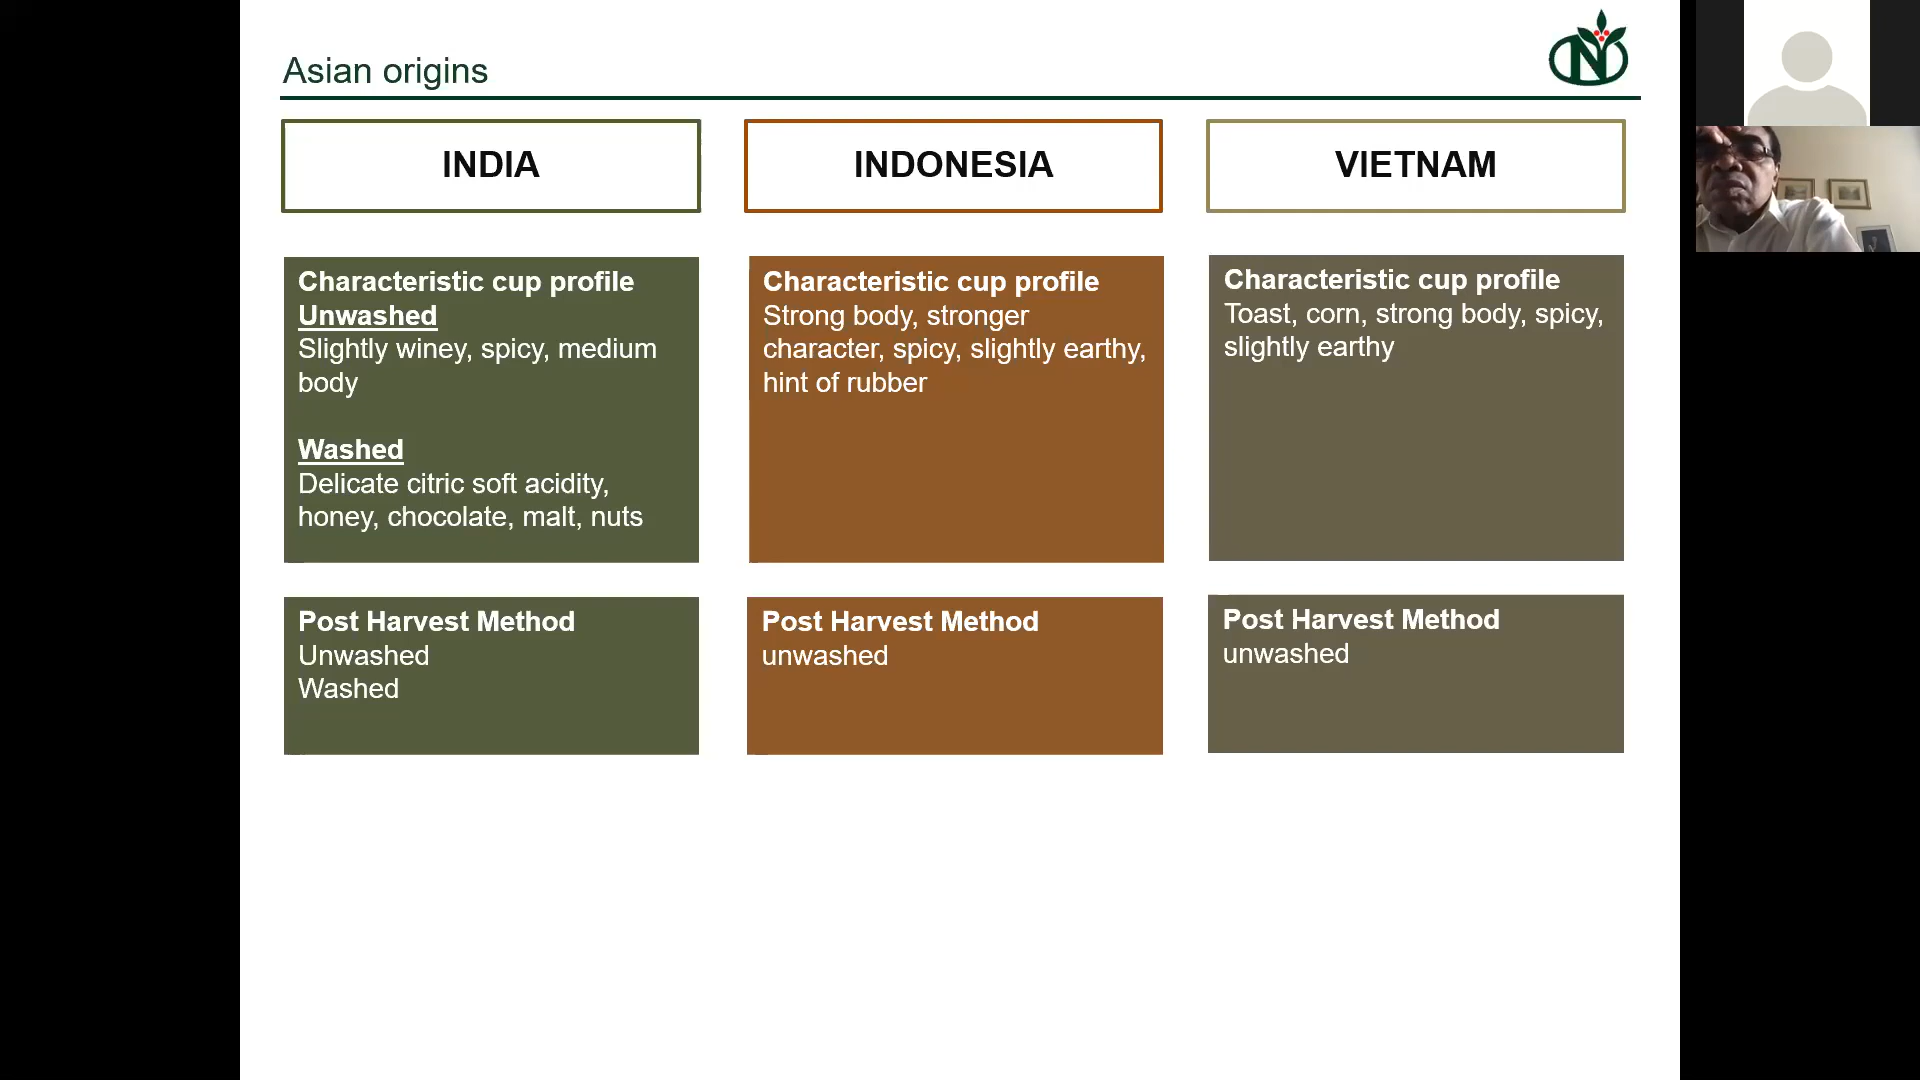 Asian origins
N
INDIA
INDONESIA
VIETNAM
Characteristic cup profile
Unwashed
Slightly winey, spicy, medium
body
Washed
Delicate citric soft acidity,
honey, chocolate, malt, nuts
Characteristic cup profile
Strong body, stronger
character, spicy, slightly earthy,
hint of rubber
Characteristic cup profile
Toast, corn, strong body, spicy,
slightly earthy
Post Harvest Method
Unwashed
Washed
Post Harvest Method
unwashed
Post Harvest Method
unwashed